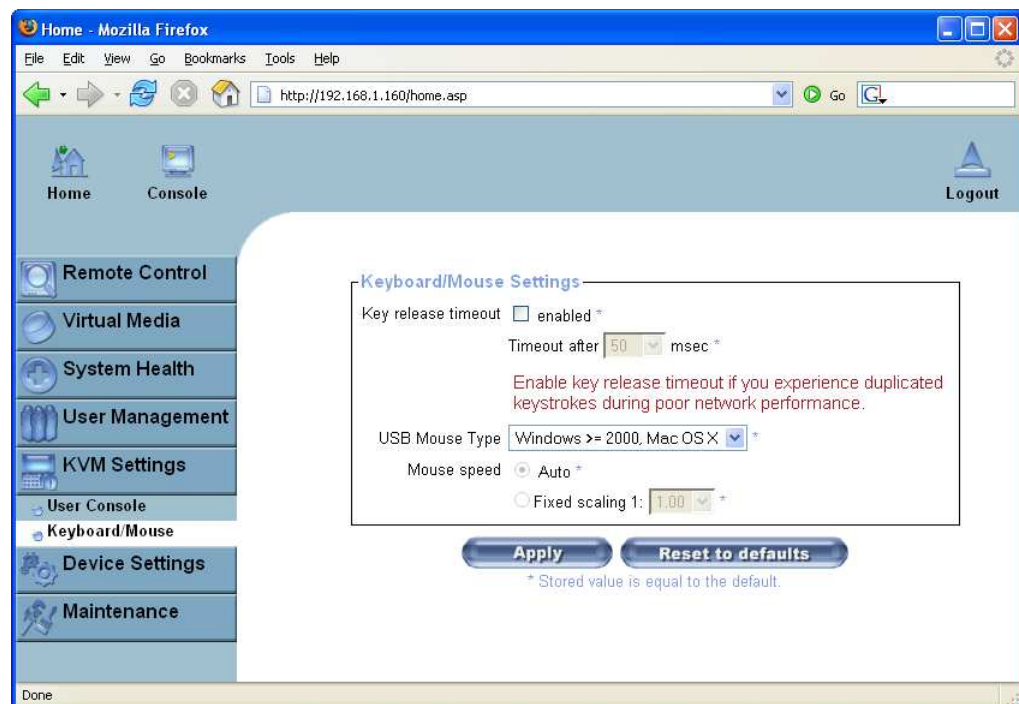 Home - Mozilla Firefox
File Edit View Go Bookmarks Tools Help
http://192.168.1.160/home.asp Go G
Home Console Logout
Remote Control
Virtual Media
System Health
User Management
KVM Settings
User Console
Keyboard/Mouse
Device Settings
Maintenance
Keyboard/Mouse Settings
Key release timeout enabled *
Timeout after 50 msec *
Enable key release timeout if you experience duplicated
keystrokes during poor network performance.
USB Mouse Type Windows >= 2000, Mac OS X *
Mouse speed Auto *
Fixed scaling 1: 1.00 *
Apply Reset to defaults
* Stored value is equal to the default.
Done